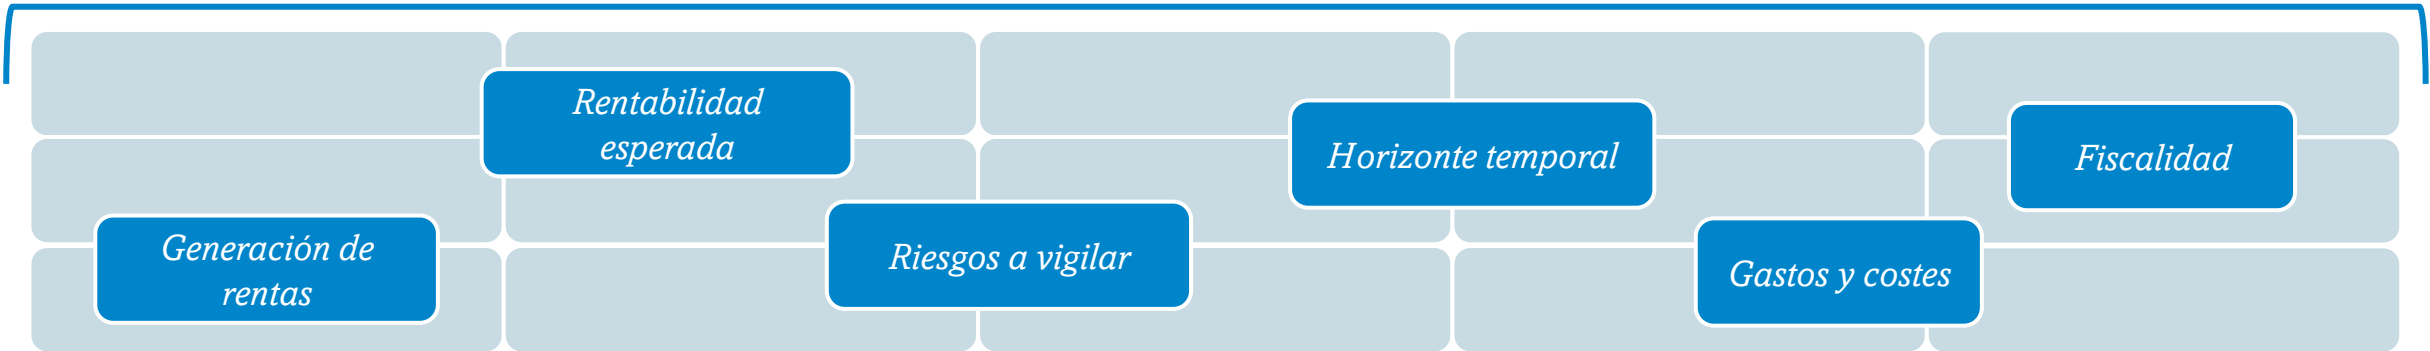 Rentabilidad
esperada
Horizonte temporal
Fiscalidad
Generación de
rentas
Riesgos a vigilar
Gastos y costes